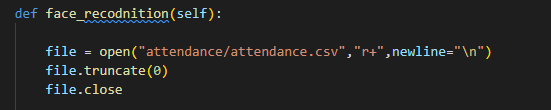 def face_recodnition(self):
file = open("attendance/attendance.csv","r+",newline="\n")
file.truncate(0)
file.close